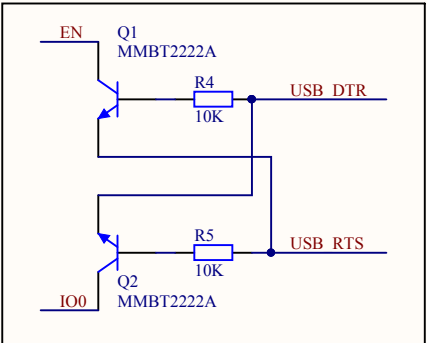 EN
Q1
MMBT2222A
R4
USB_DTR
10K
R5
USB_RTS
10K
Q2
IO0
MMBT2222A